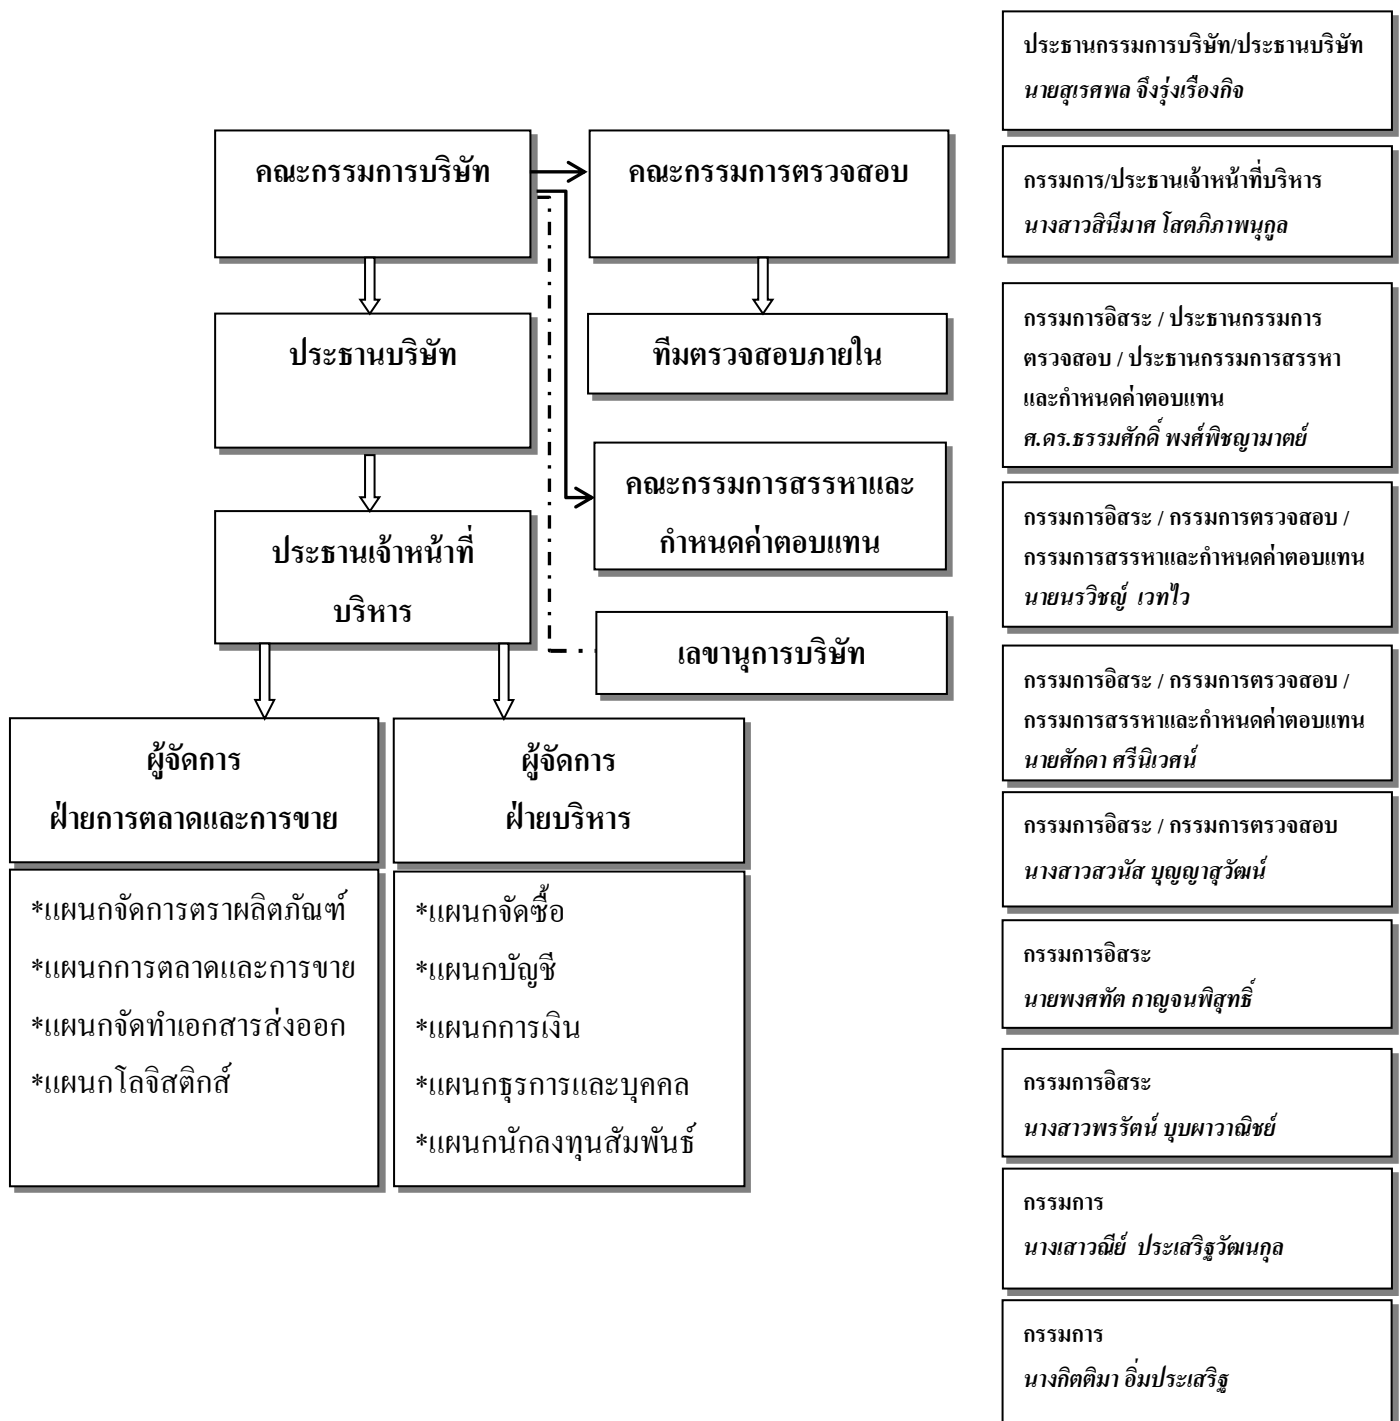 คณะกรรมการบริษัท
คณะกรรมการตรวจสอบ
ประธานบริษัท
ทีมตรวจสอบภายใน
คณะกรรมการสรรหาและ
กำหนดค่าตอบแทน
ประธานเจ้าหน้าที่
บริหาร
เลขานุการบริษัท
ผู้จัดการ
ฝ่ายการตลาดและการขาย
*แผนกจัดการตราผลิตภัณฑ์
*แผนกการตลาดและการขาย
*แผนกจัดทำเอกสารส่งออก
*แผนกโลจิสติกส์
ผู้จัดการ
ฝ่ายบริหาร
*แผนกจัดซื้อ
*แผนกบัญชี
*แผนกการเงิน
*แผนกธุรการและบุคคล
*แผนกนักลงทุนสัมพันธ์
ประธานกรรมการบริษัท/ประธานบริษัท
นายสุเรศพล จึงรุ่งเรืองกิจ
กรรมการ/ประธานเจ้าหน้าที่บริหาร
นางสาวสินีมาศ โสตภิภาพนุกูล
กรรมการอิสระ / ประธานกรรมการ
ตรวจสอบ / ประธานกรรมการสรรหา
และกำหนดค่าตอบแทน
ศ.ดร.ธรรมศักดิ์ พงศ์พิชญามาตย์
กรรมการอิสระ / กรรมการตรวจสอบ /
กรรมการสรรหาและกำหนดค่าตอบแทน
นายนรวิชญ์ เวทไว
กรรมการอิสระ / กรรมการตรวจสอบ /
กรรมการสรรหาและกำหนดค่าตอบแทน
นายศักดา ศรีนิเวศน์
กรรมการอิสระ / กรรมการตรวจสอบ
นางสาวสวนัส บุญญาสุวัฒน์
กรรมการอิสระ
นายพงศทัต กาญจนพิสุทธิ์
กรรมการอิสระ
นางสาวพรรัตน์ บุบผาวาณิชย์
กรรมการ
นางเสาวณีย์ ประเสริฐวัฒนกุล
กรรมการ
นางกิตติมา อิ่มประเสริฐ